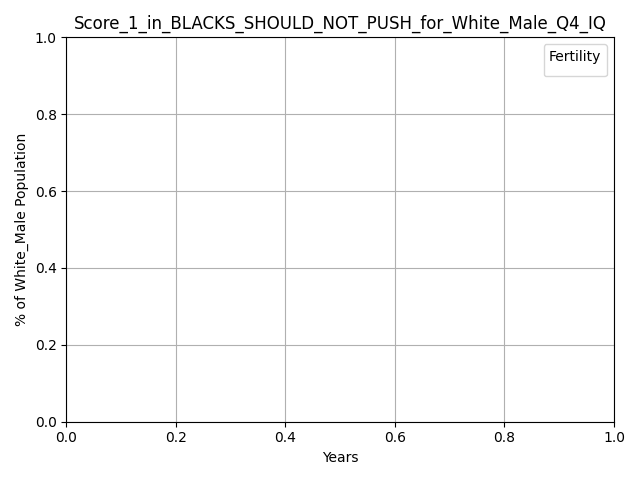 Score_1_in_BLACKS_SHOULD_NOT_PUSH_for_White_Male_Q4_IQ
Fertility
1.0
0.8
0.6
0.4
0.2
0.0
% of White_Male Population
0.0 0.2 0.4 0.6 0.8 1.0
Years